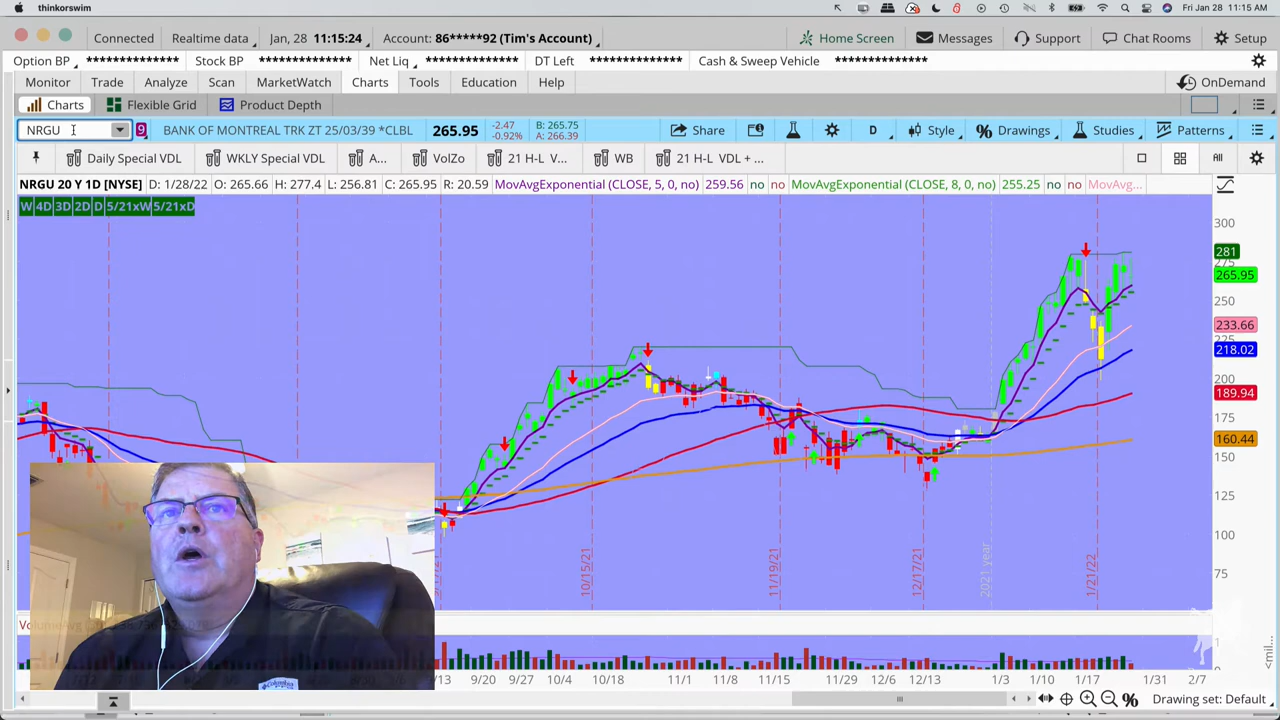 thinkorswim
Fri Jan 28 11:15 AM
Connected Realtime data Jan, 28 11:15:24 Account: 86*****92 (Tim's Account) Home Screen Messages Support Chat Rooms Setup
Option BP ************* Stock BP ************* Net Liq ************* DT Left ************* Cash & Sweep Vehicle *************
Monitor Trade Analyze Scan MarketWatch Charts Tools Education Help OnDemand
Charts Flexible Grid Product Depth
NRGU 9 BANK OF MONTREAL TRK ZT 25/03/39 *CLBL 265.95 -2.47 -0.92% B: 265.75 A: 266.39 Share D Style Drawings Studies Patterns
Daily Special VDL WKLY Special VDL A... VolZo 21 H-L V... WB 21 H-L VDL + ... All
NRGU 20 Y 1D [NYSE] D: 1/28/22 O: 265.66 H: 277.4 L: 256.81 C: 265.95 R: 20.59 MovAvgExponential (CLOSE, 5, 0, no) 259.56 no no MovAvgExponential (CLOSE, 8, 0, no) 255.25 no no MovAvg...
W 4D 3D 2D D 5/21xW 5/21xD
300
281
275
265.95
250
233.66
225
218.02
200
189.94
175
160.44
150
125
100
75
10/15/21 11/19/21 12/17/21 2021 year 1/21/22
9/20 9/27 10/4 10/11 10/18 11/1 11/8 11/15 11/29 12/6 12/13 1/3 1/10 1/17 1/31 2/7
Columbia
Drawing set: Default